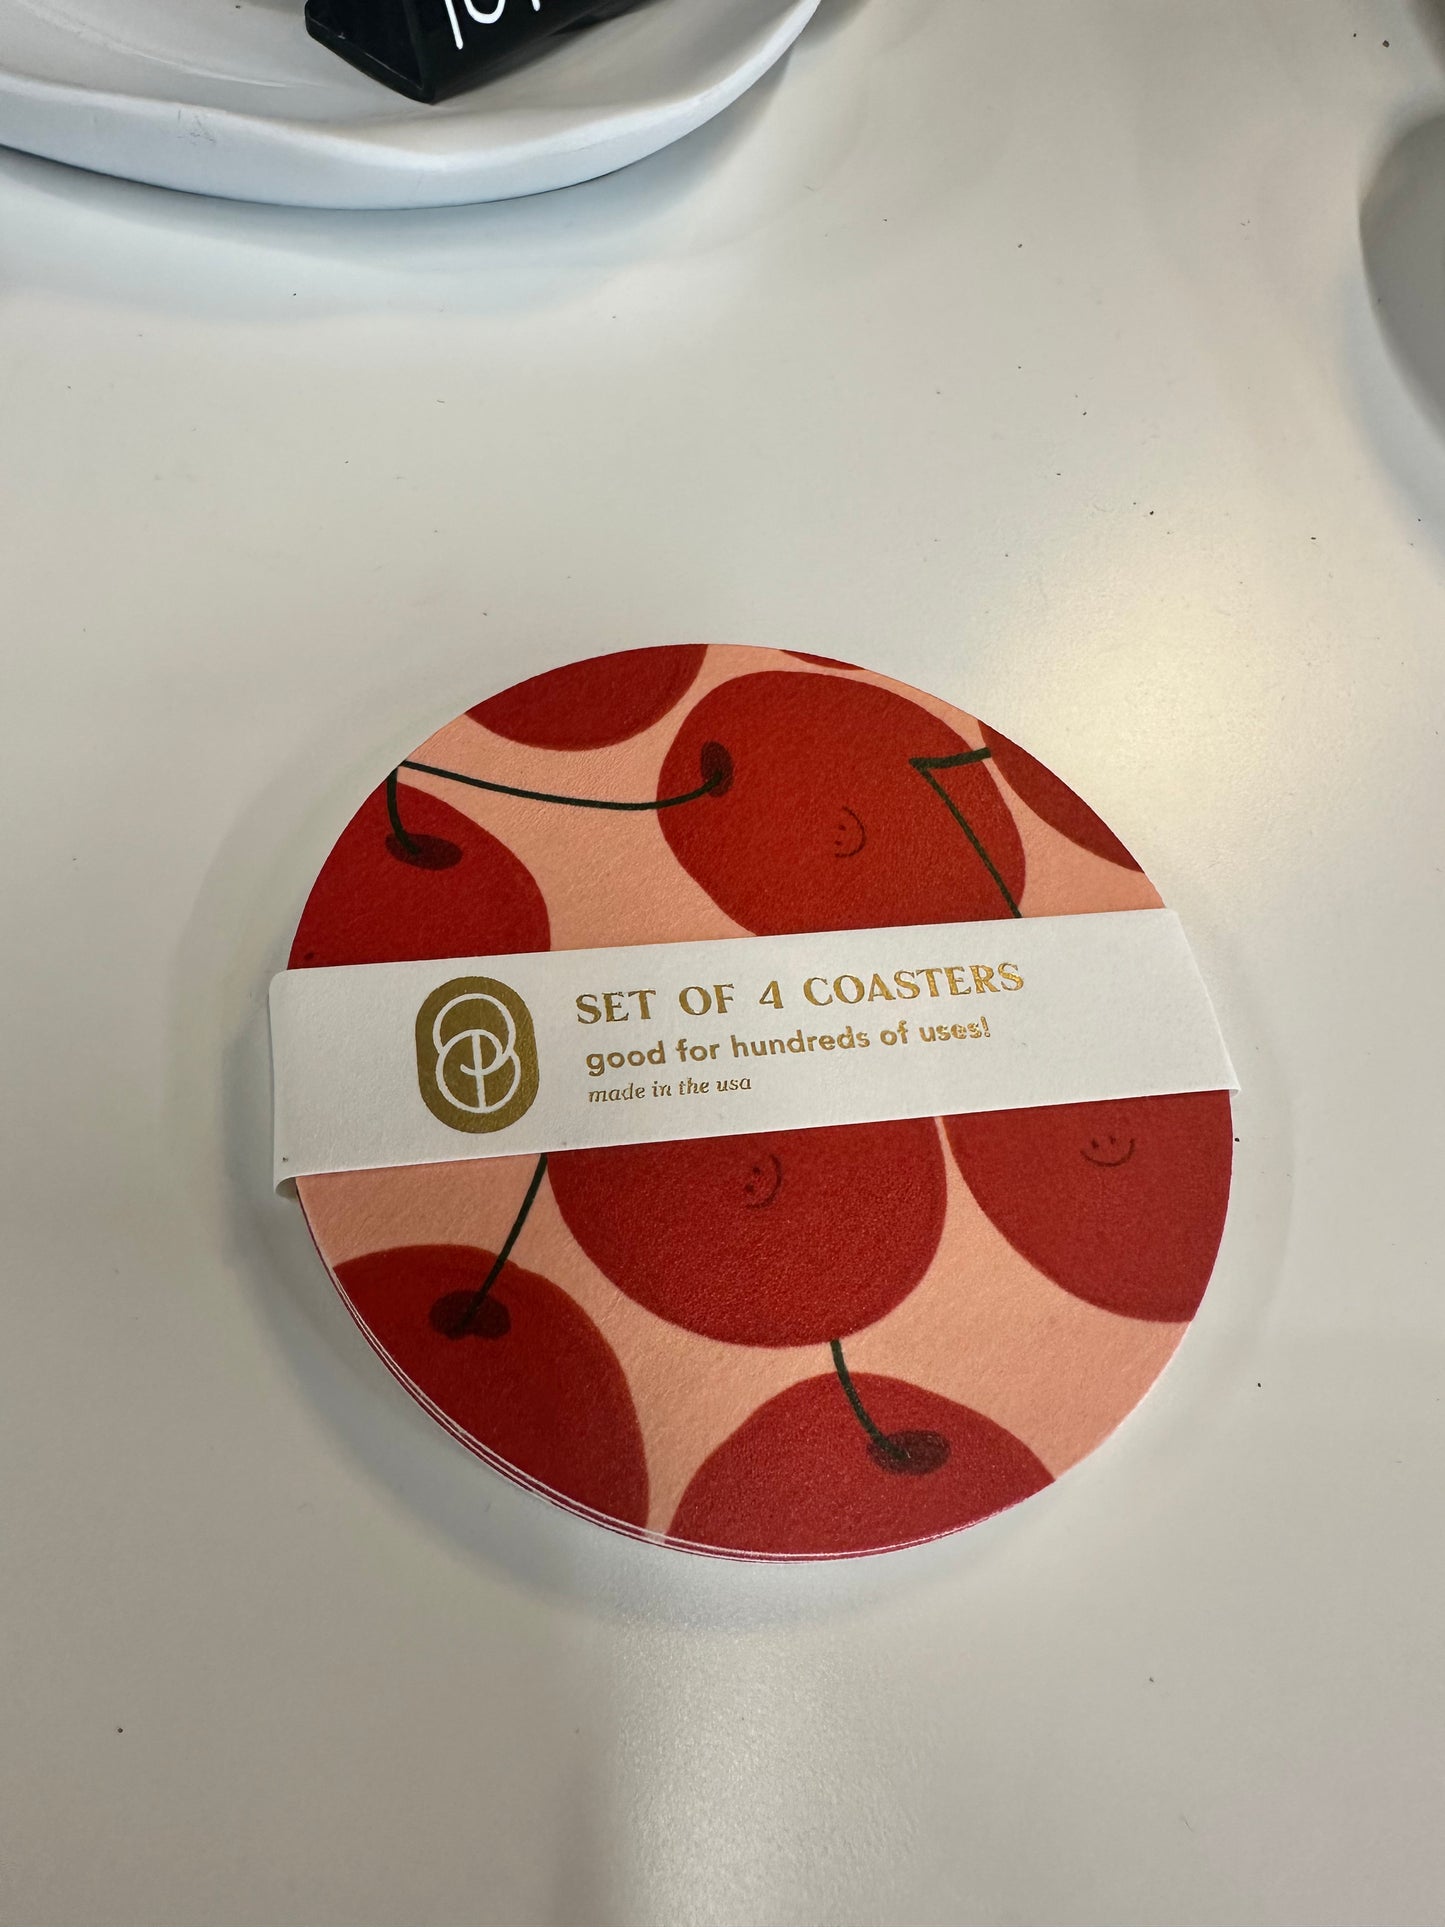 SET OF 4 COASTERS
good for hundreds of uses!
made in the usa